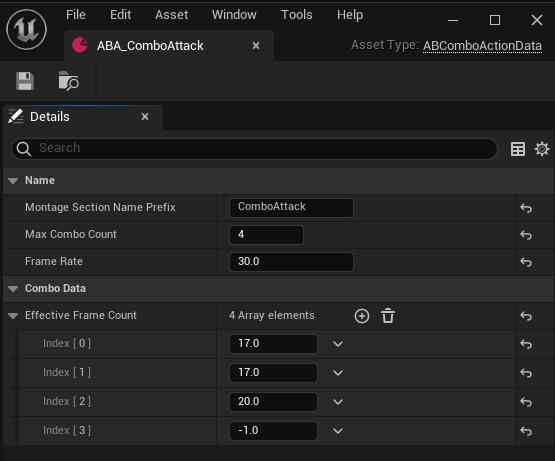 File Edit Asset Window Tools Help
ABA_ComboAttack
Asset Type: ABComboActionData
Details
Search
Name
Montage Section Name Prefix ComboAttack
Max Combo Count 4
Frame Rate 30.0
Combo Data
Effective Frame Count 4 Array elements
Index [ 0 ] 17.0
Index [ 1 ] 17.0
Index [ 2 ] 20.0
Index [ 3 ] -1.0